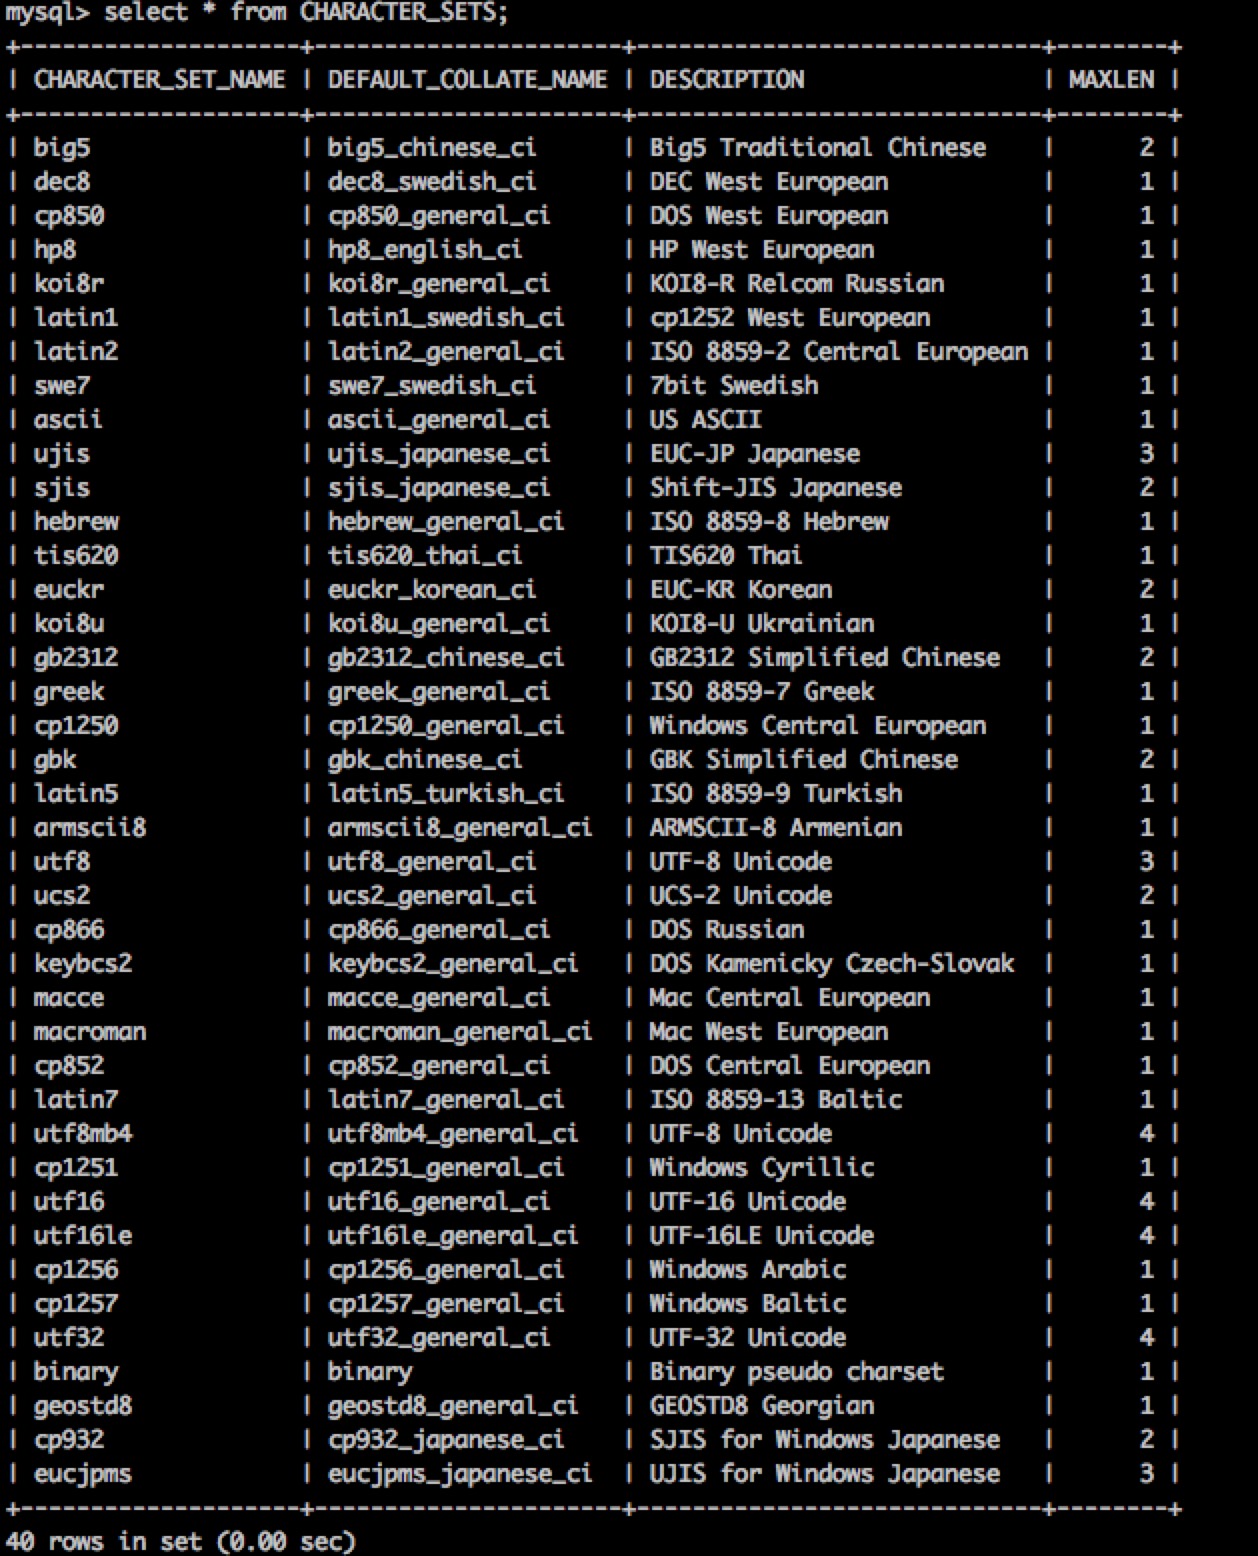 mysql> select * from CHARACTER_SETS;
+--------------------+----------------------+-----------------------------+--------+
| CHARACTER_SET_NAME | DEFAULT_COLLATE_NAME | DESCRIPTION                 | MAXLEN |
+--------------------+----------------------+-----------------------------+--------+
| big5               | big5_chinese_ci      | Big5 Traditional Chinese    |      2 |
| dec8               | dec8_swedish_ci      | DEC West European           |      1 |
| cp850              | cp850_general_ci     | DOS West European           |      1 |
| hp8                | hp8_english_ci       | HP West European            |      1 |
| koi8r              | koi8r_general_ci     | KOI8-R Relcom Russian       |      1 |
| latin1             | latin1_swedish_ci    | cp1252 West European        |      1 |
| latin2             | latin2_general_ci    | ISO 8859-2 Central European |      1 |
| swe7               | swe7_swedish_ci      | 7bit Swedish                |      1 |
| ascii              | ascii_general_ci     | US ASCII                    |      1 |
| ujis               | ujis_japanese_ci     | EUC-JP Japanese             |      3 |
| sjis               | sjis_japanese_ci     | Shift-JIS Japanese          |      2 |
| hebrew             | hebrew_general_ci    | ISO 8859-8 Hebrew           |      1 |
| tis620             | tis620_thai_ci       | TIS620 Thai                 |      1 |
| euckr              | euckr_korean_ci      | EUC-KR Korean               |      2 |
| koi8u              | koi8u_general_ci     | KOI8-U Ukrainian            |      1 |
| gb2312             | gb2312_chinese_ci    | GB2312 Simplified Chinese   |      2 |
| greek              | greek_general_ci     | ISO 8859-7 Greek            |      1 |
| cp1250             | cp1250_general_ci    | Windows Central European    |      1 |
| gbk                | gbk_chinese_ci       | GBK Simplified Chinese      |      2 |
| latin5             | latin5_turkish_ci    | ISO 8859-9 Turkish          |      1 |
| armscii8           | armscii8_general_ci  | ARMSCII-8 Armenian          |      1 |
| utf8               | utf8_general_ci      | UTF-8 Unicode               |      3 |
| ucs2               | ucs2_general_ci      | UCS-2 Unicode               |      2 |
| cp866              | cp866_general_ci     | DOS Russian                 |      1 |
| keybcs2            | keybcs2_general_ci   | DOS Kamenicky Czech-Slovak  |      1 |
| macce              | macce_general_ci     | Mac Central European        |      1 |
| macroman           | macroman_general_ci  | Mac West European           |      1 |
| cp852              | cp852_general_ci     | DOS Central European        |      1 |
| latin7             | latin7_general_ci    | ISO 8859-13 Baltic          |      1 |
| utf8mb4            | utf8mb4_general_ci   | UTF-8 Unicode               |      4 |
| cp1251             | cp1251_general_ci    | Windows Cyrillic            |      1 |
| utf16              | utf16_general_ci     | UTF-16 Unicode              |      4 |
| utf16le            | utf16le_general_ci   | UTF-16LE Unicode            |      4 |
| cp1256             | cp1256_general_ci    | Windows Arabic              |      1 |
| cp1257             | cp1257_general_ci    | Windows Baltic              |      1 |
| utf32              | utf32_general_ci     | UTF-32 Unicode              |      4 |
| binary             | binary               | Binary pseudo charset       |      1 |
| geostd8            | geostd8_general_ci   | GEOSTD8 Georgian            |      1 |
| cp932              | cp932_japanese_ci    | SJIS for Windows Japanese   |      2 |
| eucjpms            | eucjpms_japanese_ci  | UJIS for Windows Japanese   |      3 |
+--------------------+----------------------+-----------------------------+--------+
40 rows in set (0.00 sec)